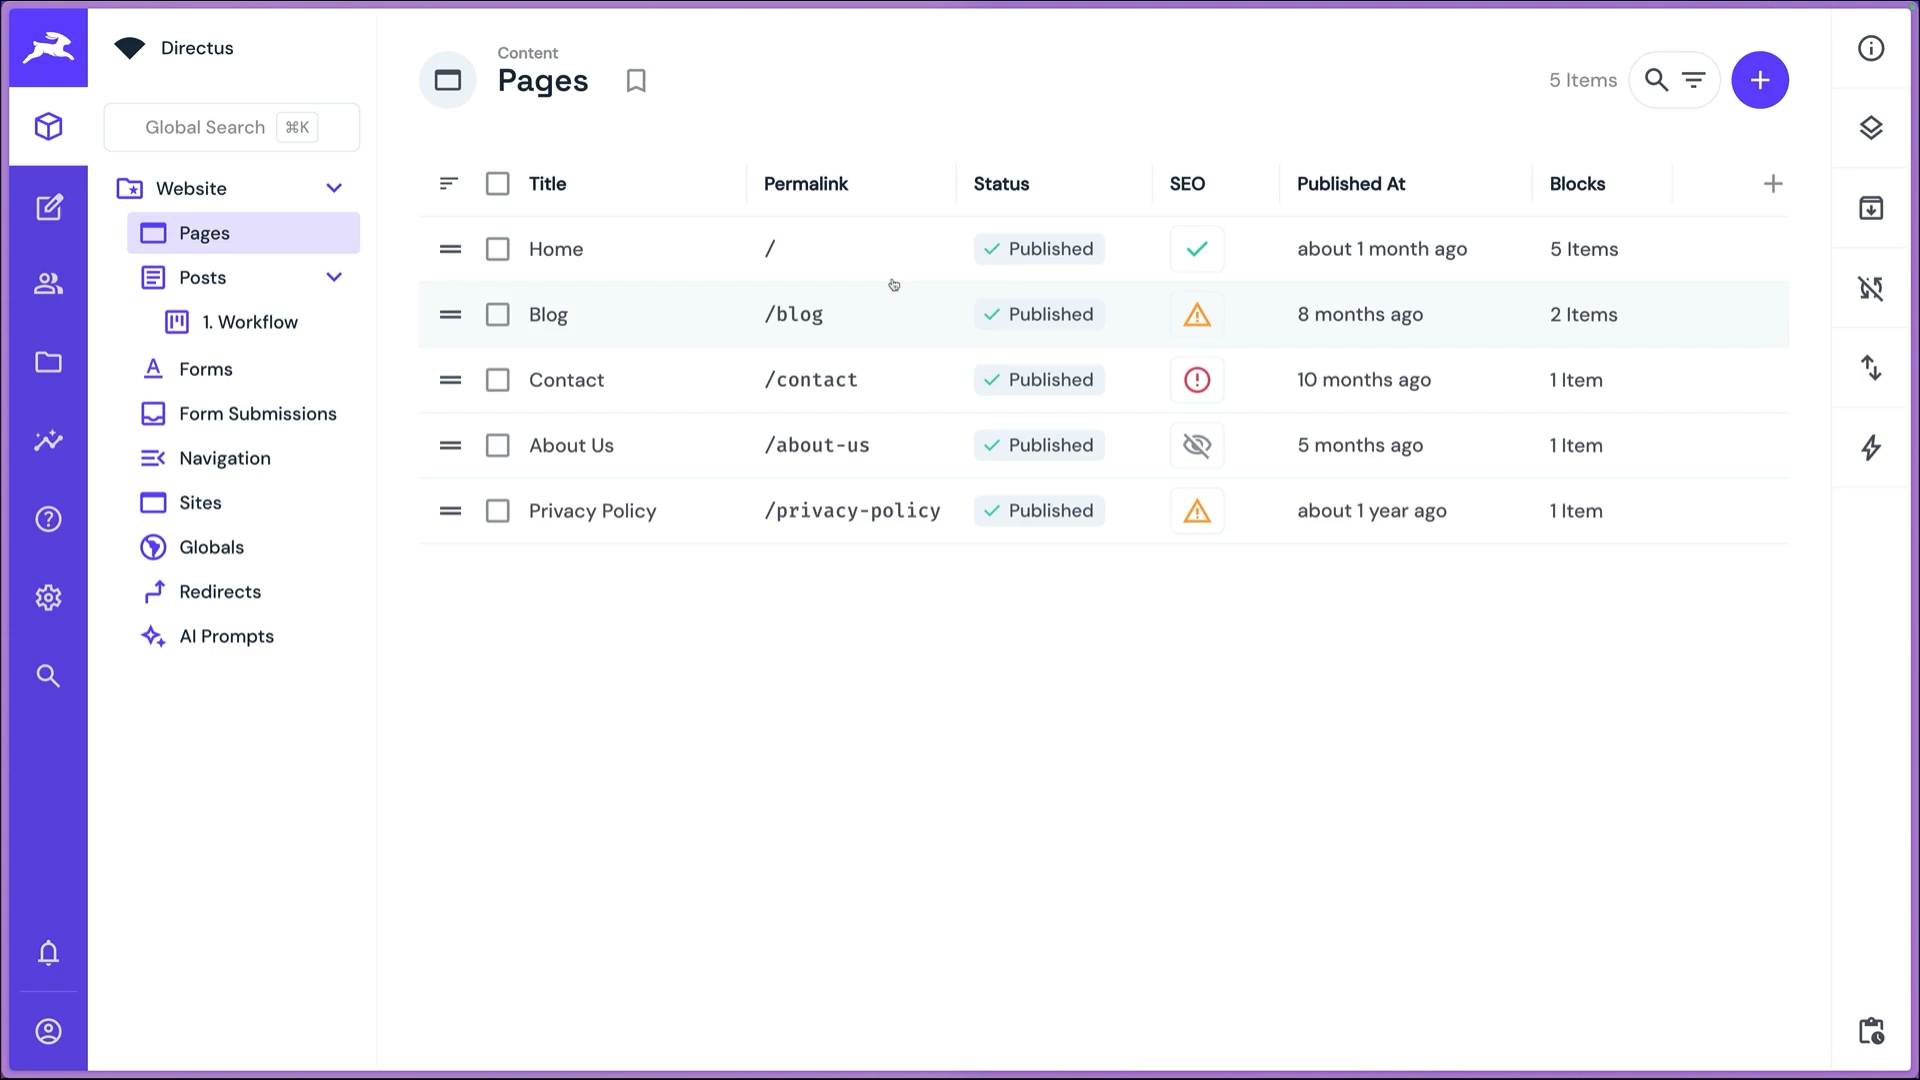 Directus
Global Search ⌘K
Website
Pages
Posts
1. Workflow
Forms
Form Submissions
Navigation
Sites
Globals
Redirects
AI Prompts
Content
Pages
5 Items
Title Permalink Status SEO Published At Blocks
Home / Published about 1 month ago 5 Items
Blog /blog Published 8 months ago 2 Items
Contact /contact Published 10 months ago 1 Item
About Us /about-us Published 5 months ago 1 Item
Privacy Policy /privacy-policy Published about 1 year ago 1 Item